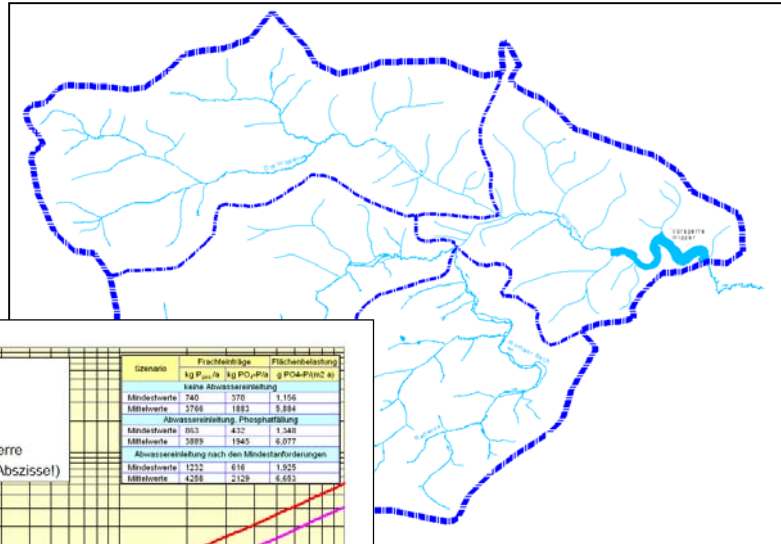 Vorsperre
Wipper
Szenario Frachteinträge Flächenbelastung
kg Pges./a kg PO₄-P/a g PO4-P/(m2 a)
keine Abwassereinleitung
Mindestwerte 740 370 1,156
Mittelwerte 3766 1883 5,884
Abwassereinleitung, Phosphatfällung
Mindestwerte 863 432 1,348
Mittelwerte 3889 1945 6,077
Abwassereinleitung nach den Mindestanforderungen
Mindestwerte 1232 616 1,925
Mittelwerte 4258 2129 6,653
erre
Abszisse!)